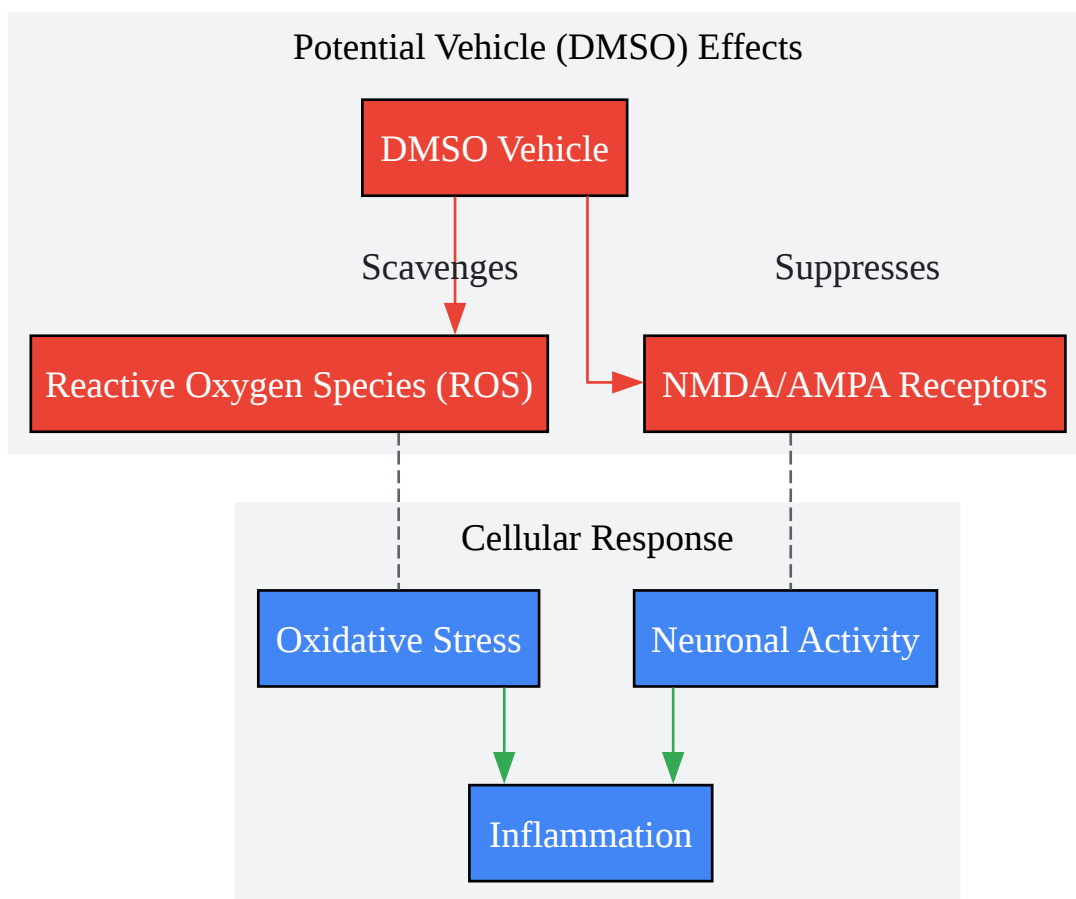 Potential Vehicle (DMSO) Effects
DMSO Vehicle
Scavenges
Suppresses
Reactive Oxygen Species (ROS)
NMDA/AMPA Receptors
Cellular Response
Oxidative Stress
Neuronal Activity
Inflammation